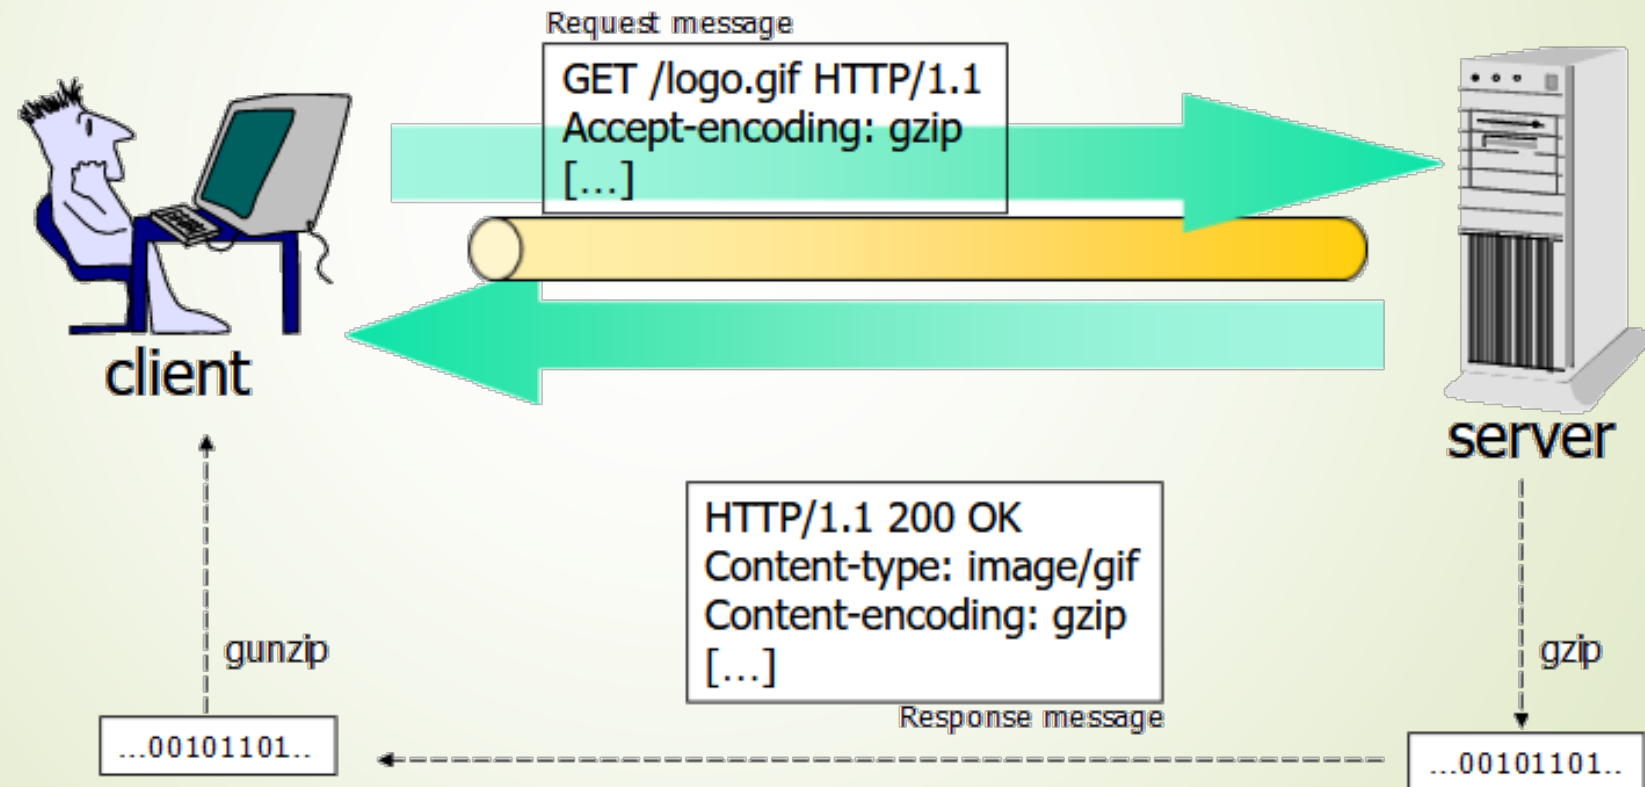 Request message
GET /logo.gif HTTP/1.1
Accept-encoding: gzip
[...]
client
server
HTTP/1.1 200 OK
Content-type: image/gif
Content-encoding: gzip
[...]
Response message
gunzip
gzip
...00101101..
...00101101..